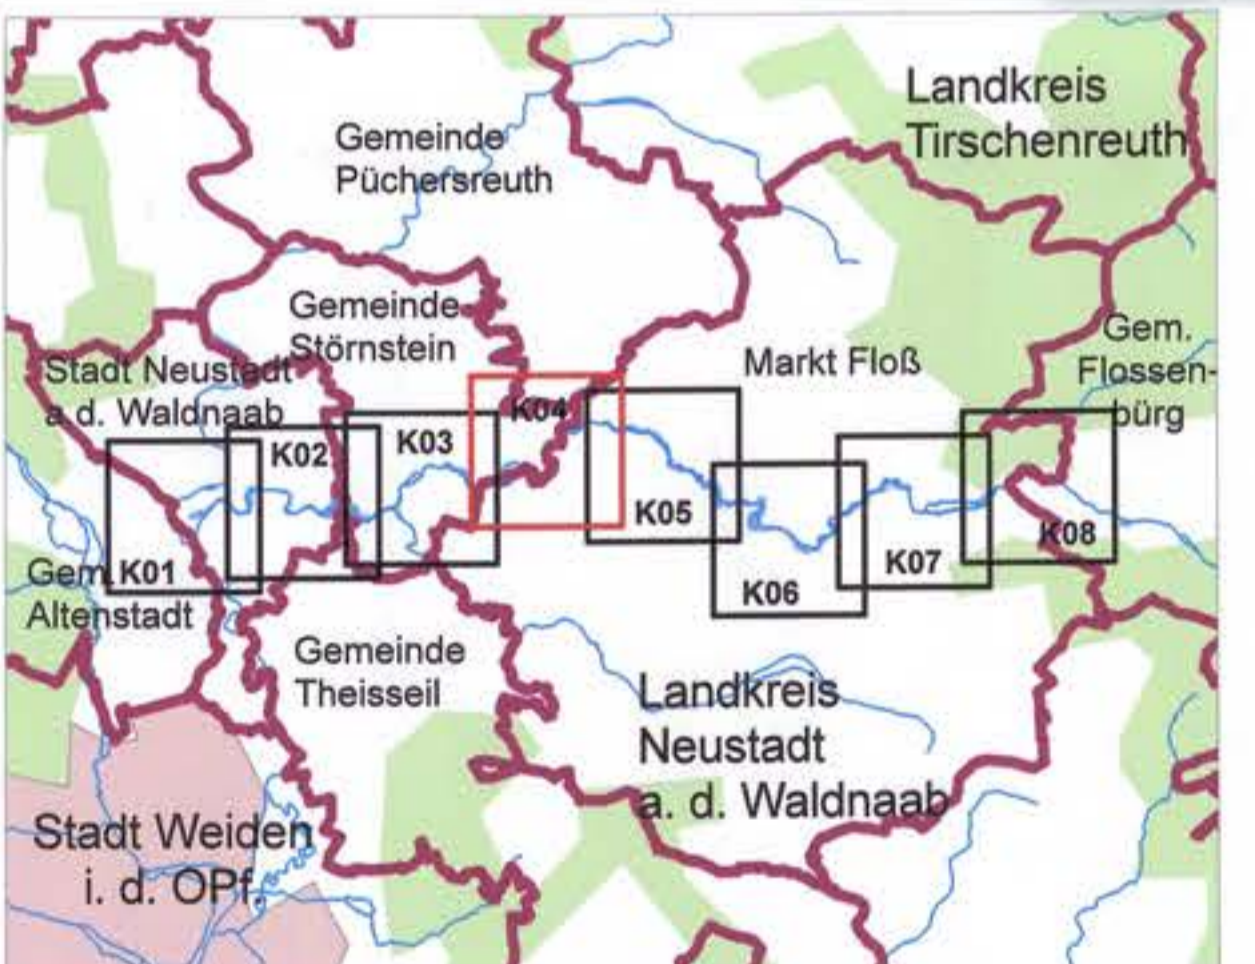 Landkreis
Tirschenreuth
Gemeinde
Püchersreuth
Gemeinde
Störnstein
Gem.
Flossen-
bürg
Markt Floß
Stadt Neustadt
a.d. Waldnaab
K01
K02
K03
K04
K05
K06
K07
K08
Gem.
Altenstadt
Gemeinde
Theisseil
Landkreis
Neustadt
a. d. Waldnaab
Stadt Weiden
i. d. OPf.